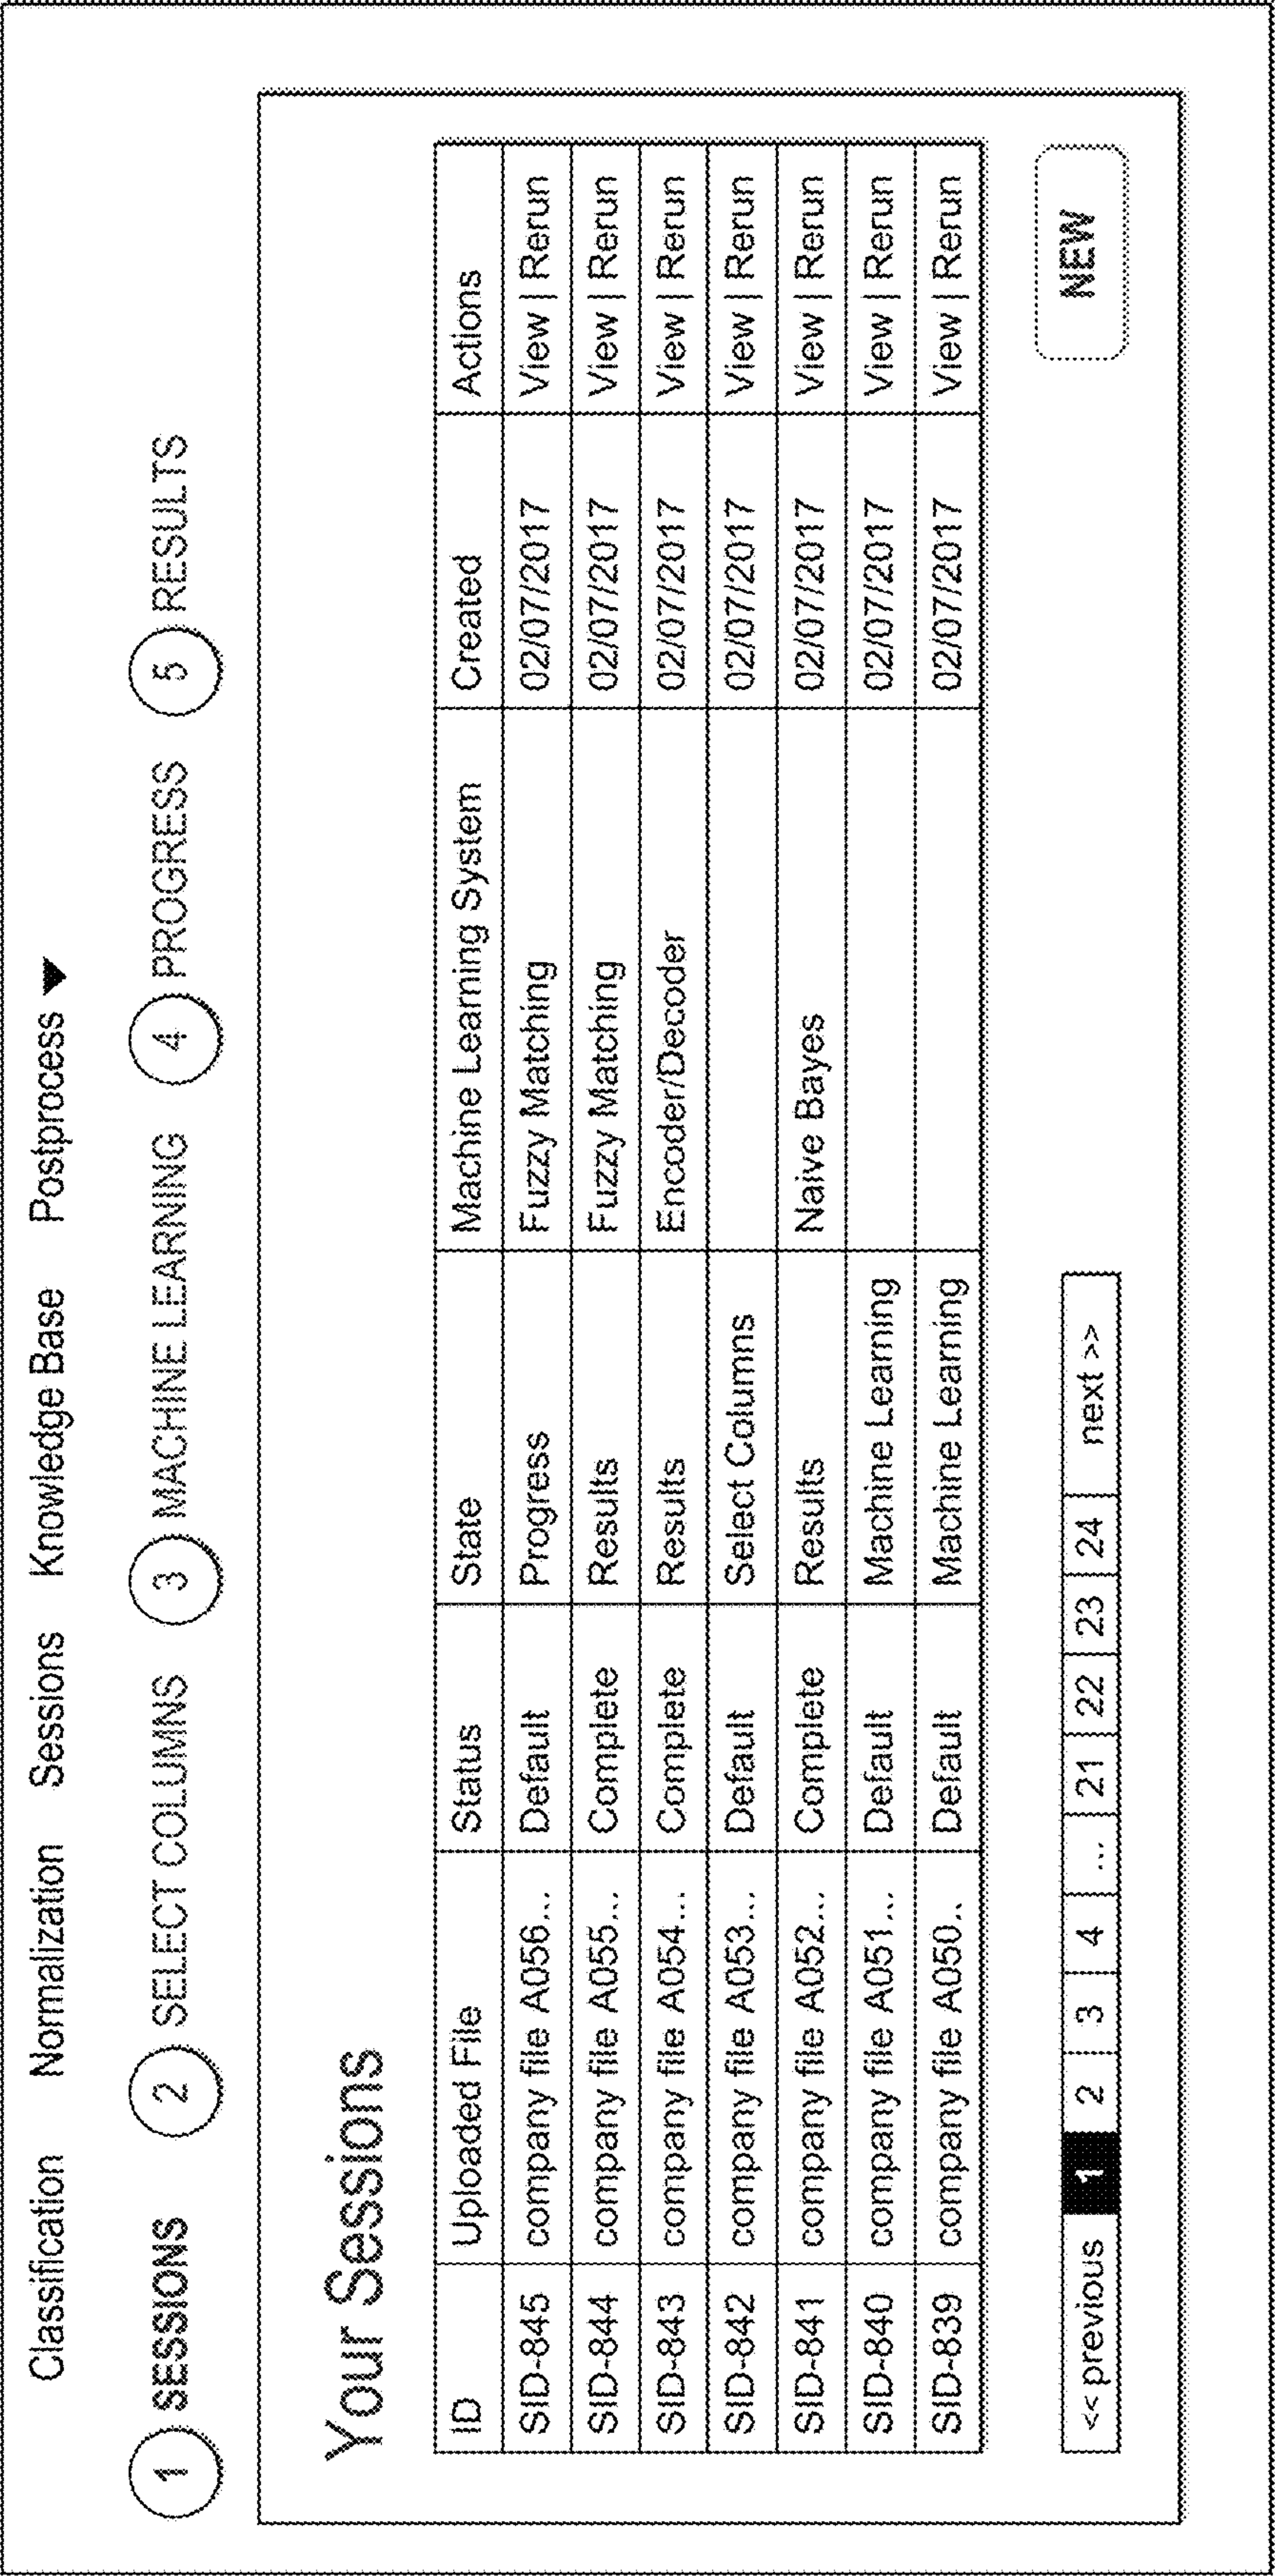 Classification Normalization Sessions Knowledge Base Postprocess ▼
1 SESSIONS 2 SELECT COLUMNS 3 MACHINE LEARNING 4 PROGRESS 5 RESULTS
Your Sessions
ID Uploaded File Status State Machine Learning System Created Actions
SID-845 company file A056... Default Progress Fuzzy Matching 02/07/2017 View | Rerun
SID-844 company file A055... Complete Results Fuzzy Matching 02/07/2017 View | Rerun
SID-843 company file A054... Complete Results Encoder/Decoder 02/07/2017 View | Rerun
SID-842 company file A053... Default Select Columns 02/07/2017 View | Rerun
SID-841 company file A052... Complete Results Naive Bayes 02/07/2017 View | Rerun
SID-840 company file A051... Default Machine Learning 02/07/2017 View | Rerun
SID-839 company file A050.. Default Machine Learning 02/07/2017 View | Rerun
<< previous 1 2 3 4 ... 21 22 23 24 next >> NEW